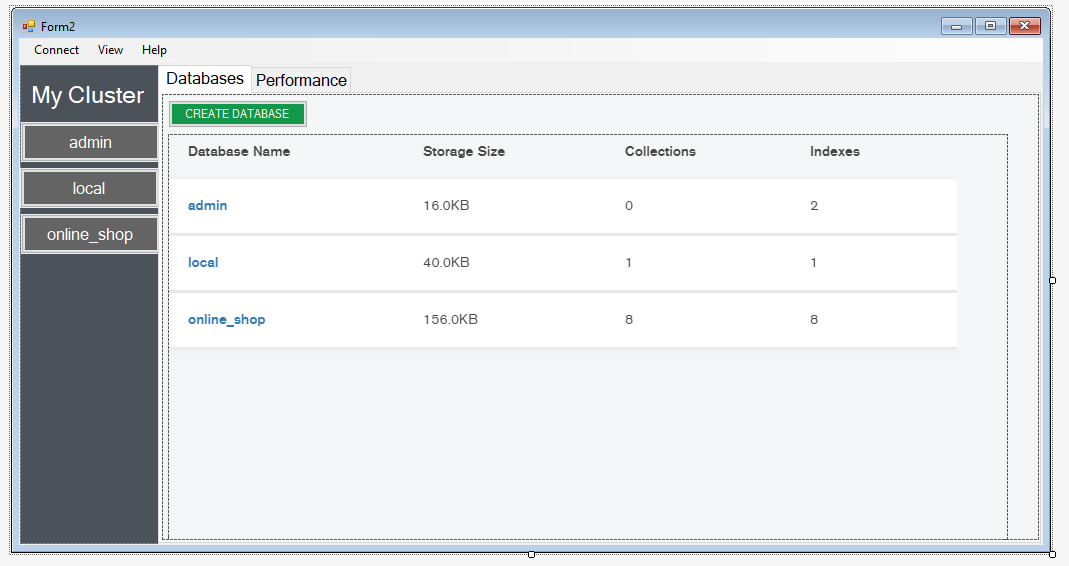 Form2
Connect View Help
My Cluster
admin
local
online_shop
Databases Performance
CREATE DATABASE
Database Name Storage Size Collections Indexes
admin 16.0KB 0 2
local 40.0KB 1 1
online_shop 156.0KB 8 8